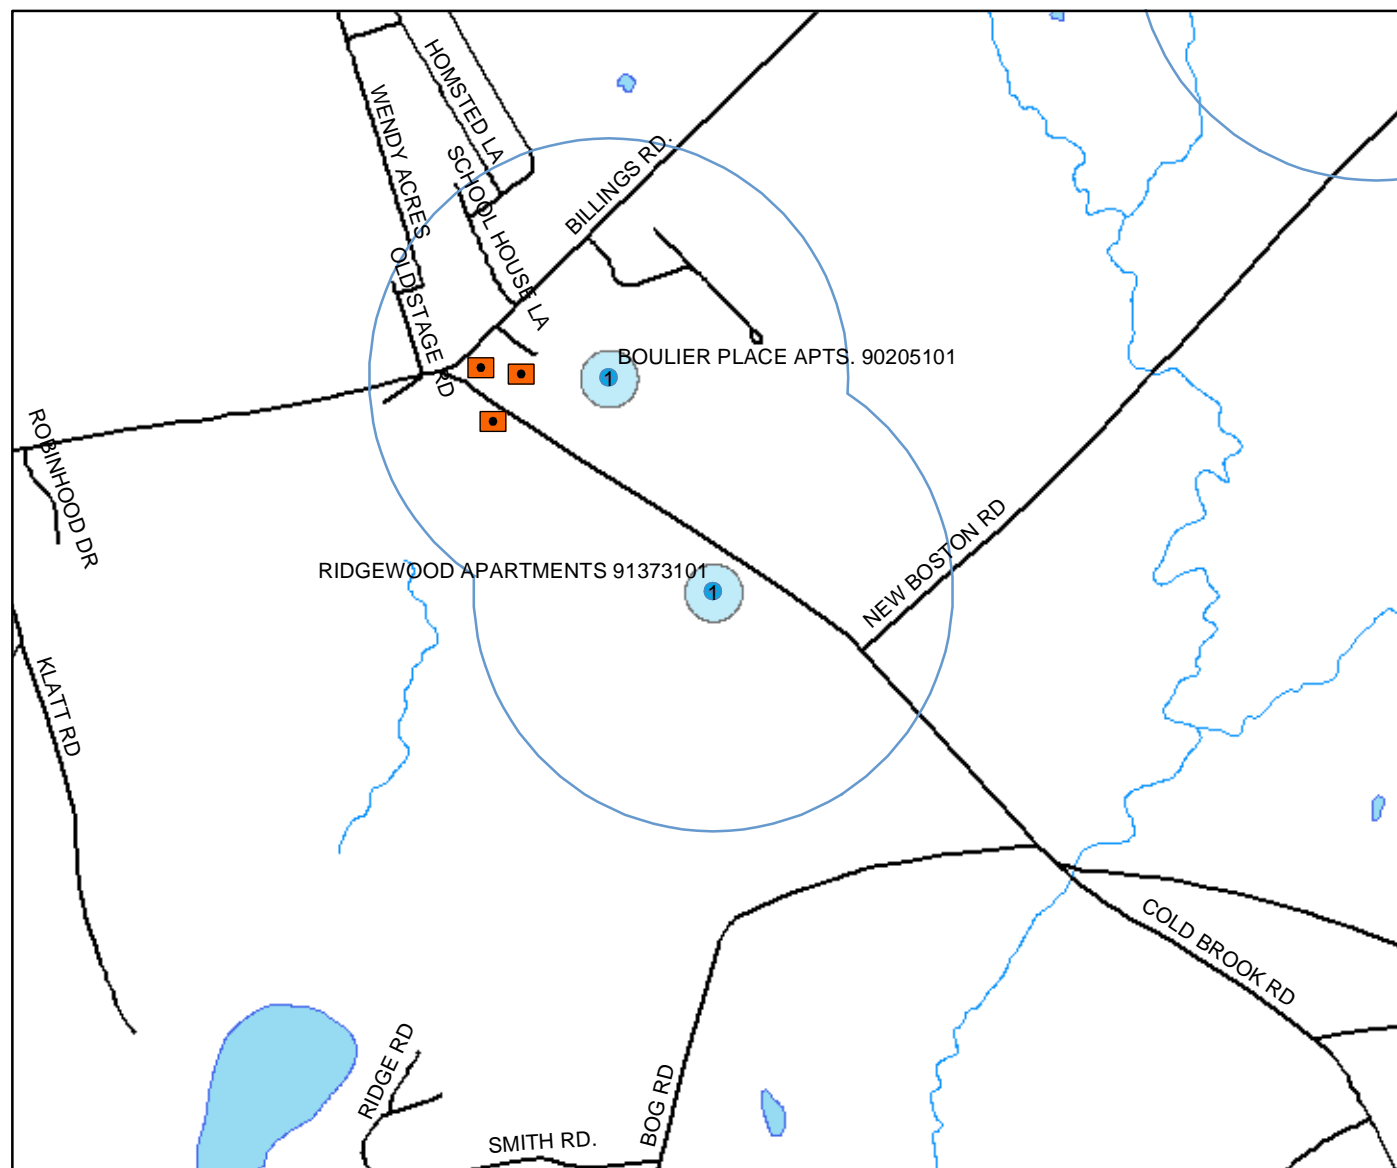 HOMSTED LA
WENDY ACRES
SCHOOL HOUSE LA
BILLINGS RD.
OLD STAGE RD
BOULIER PLACE APTS. 90205101
1
ROBINHOOD DR
RIDGEWOOD APARTMENTS 91373101
1
NEW BOSTON RD
KLATT RD
COLD BROOK RD
RIDGE RD
BOG RD
SMITH RD.